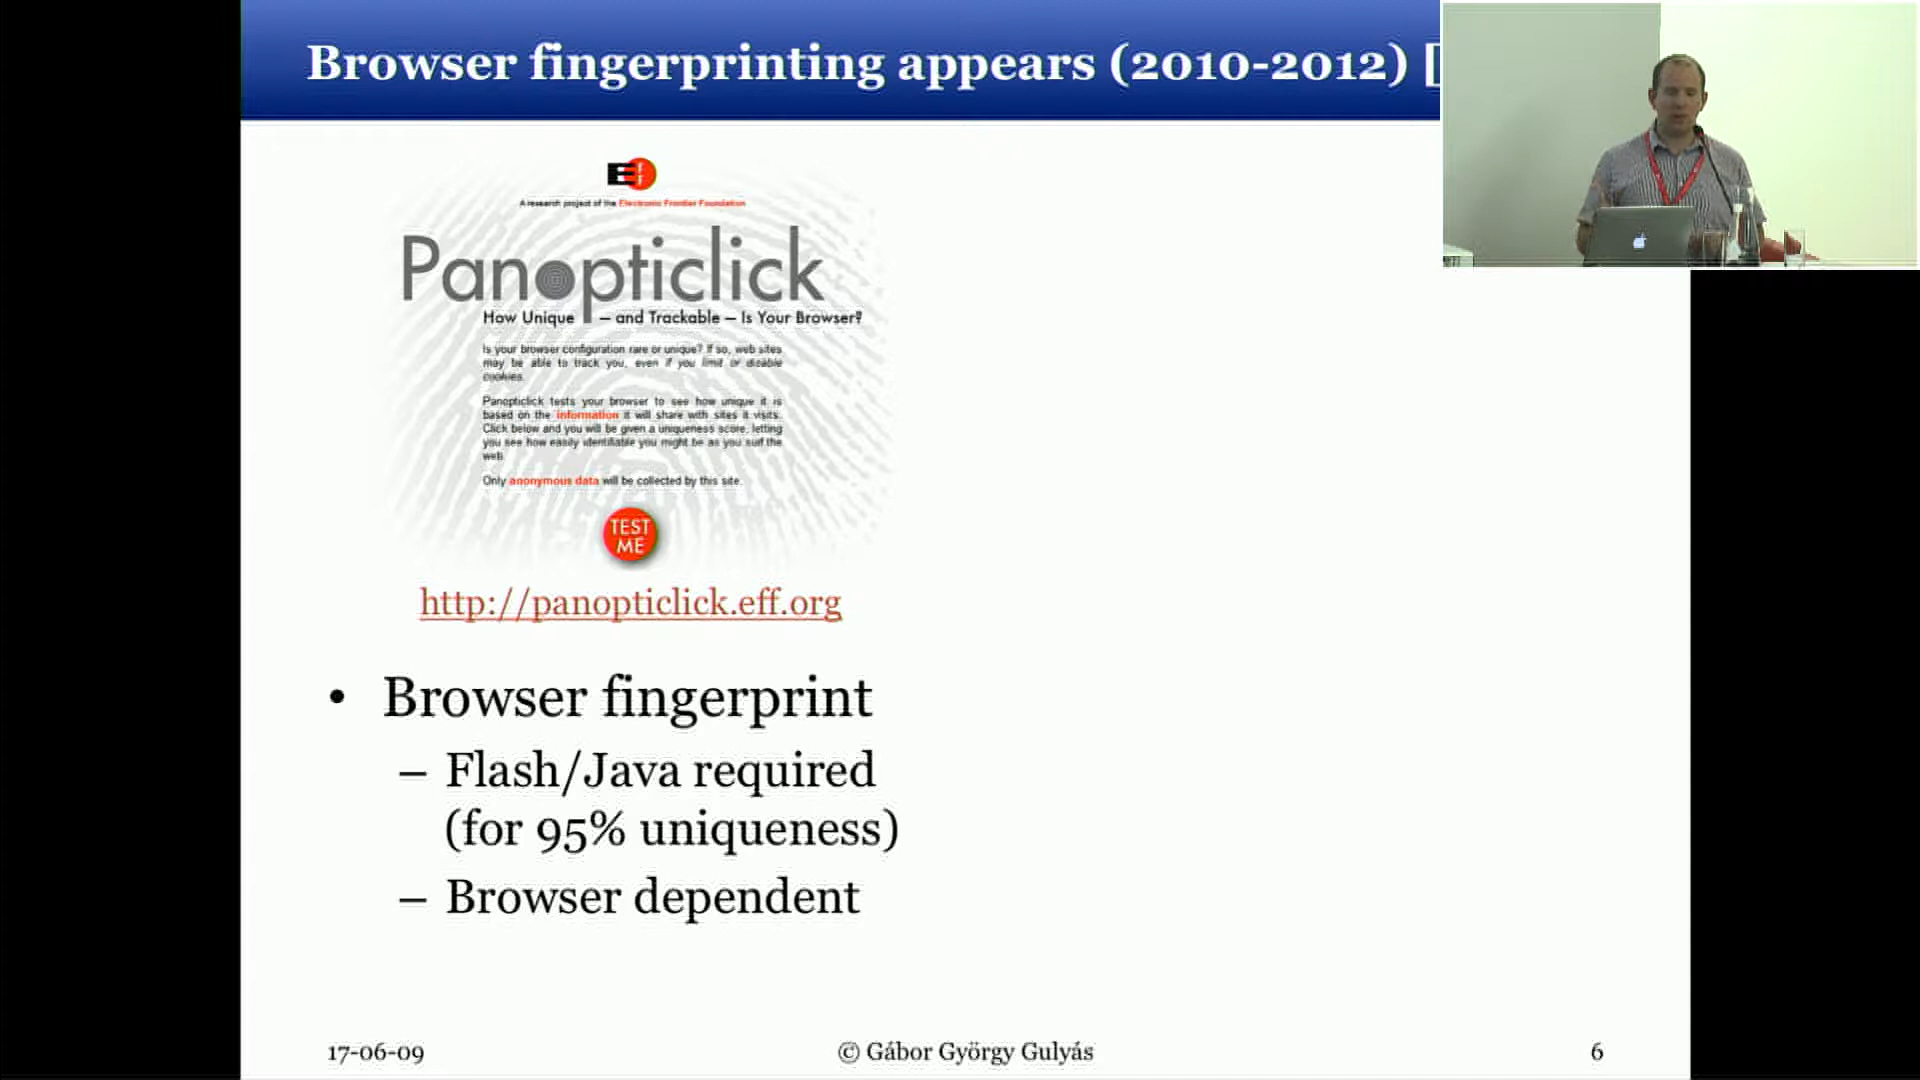 Browser fingerprinting appears (2010-2012) [
A research project of the Electronic Frontier Foundation
Panopticlick
How Unique – and Trackable – Is Your Browser?
Is your browser configuration rare or unique? If so, web sites
may be able to track you, even if you limit or disable
cookies.
Panopticlick tests your browser to see how unique it is
based on the information it will share with sites it visits.
Click below and you will be given a uniqueness score, letting
you see how easily identifiable you might be as you surf the
web.
Only anonymous data will be collected by this site.
TEST
ME
http://panopticlick.eff.org
• Browser fingerprint
– Flash/Java required
(for 95% uniqueness)
– Browser dependent
17-06-09
© Gábor György Gulyás
6